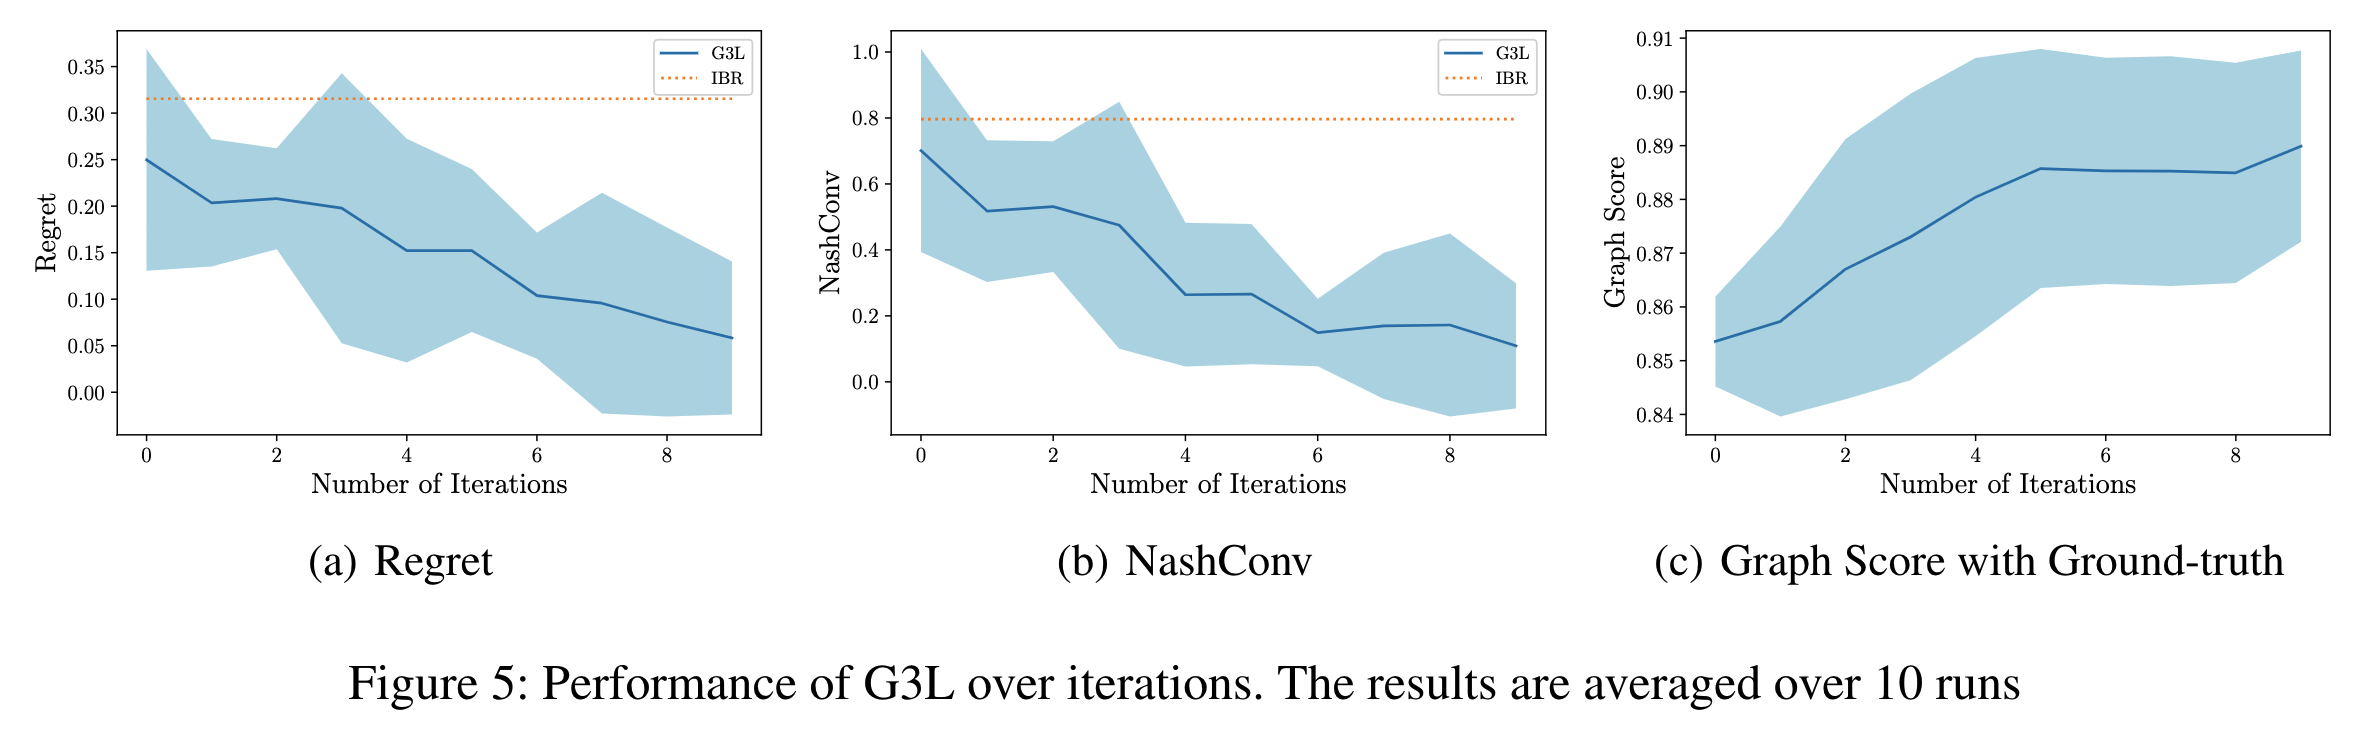 Regret
0.35
0.30
0.25
0.20
0.15
0.10
0.05
0.00
G3L
IBR
0 2 4 6 8
Number of Iterations
(a) Regret
NashConv
1.0
0.8
0.6
0.4
0.2
0.0
G3L
IBR
0 2 4 6 8
Number of Iterations
(b) NashConv
Graph Score
0.91
0.90
0.89
0.88
0.87
0.86
0.85
0.84
0 2 4 6 8
Number of Iterations
(c) Graph Score with Ground-truth
Figure 5: Performance of G3L over iterations. The results are averaged over 10 runs